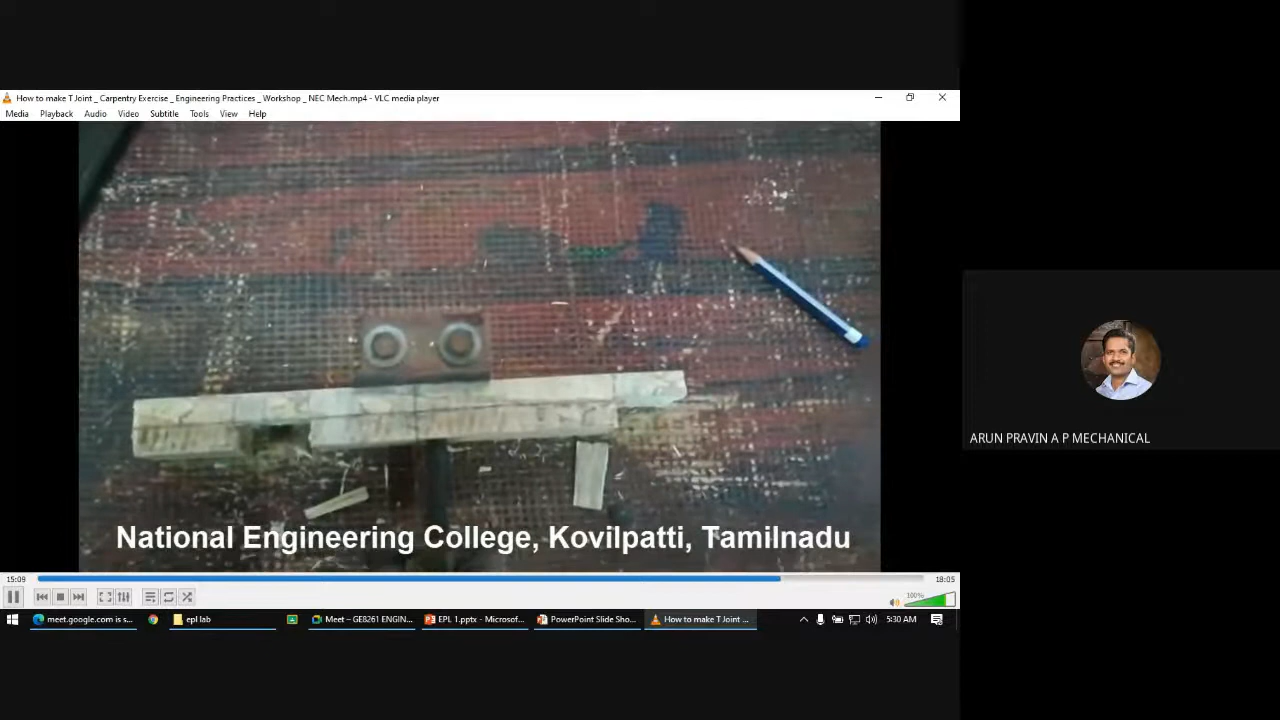 How to make T Joint _ Carpentry Exercise _ Engineering Practices _ Workshop _ NEC Mech.mp4 - VLC media player
Media Playback Audio Video Subtitle Tools View Help
National Engineering College, Kovilpatti, Tamilnadu
ARUN PRAVIN A P MECHANICAL
15:09
18:05
100%
meet.google.com is s...
epl lab
Meet – GE8261 ENGIN...
EPL 1.pptx - Microsof...
PowerPoint Slide Sho...
How to make T Joint ...
5:30 AM